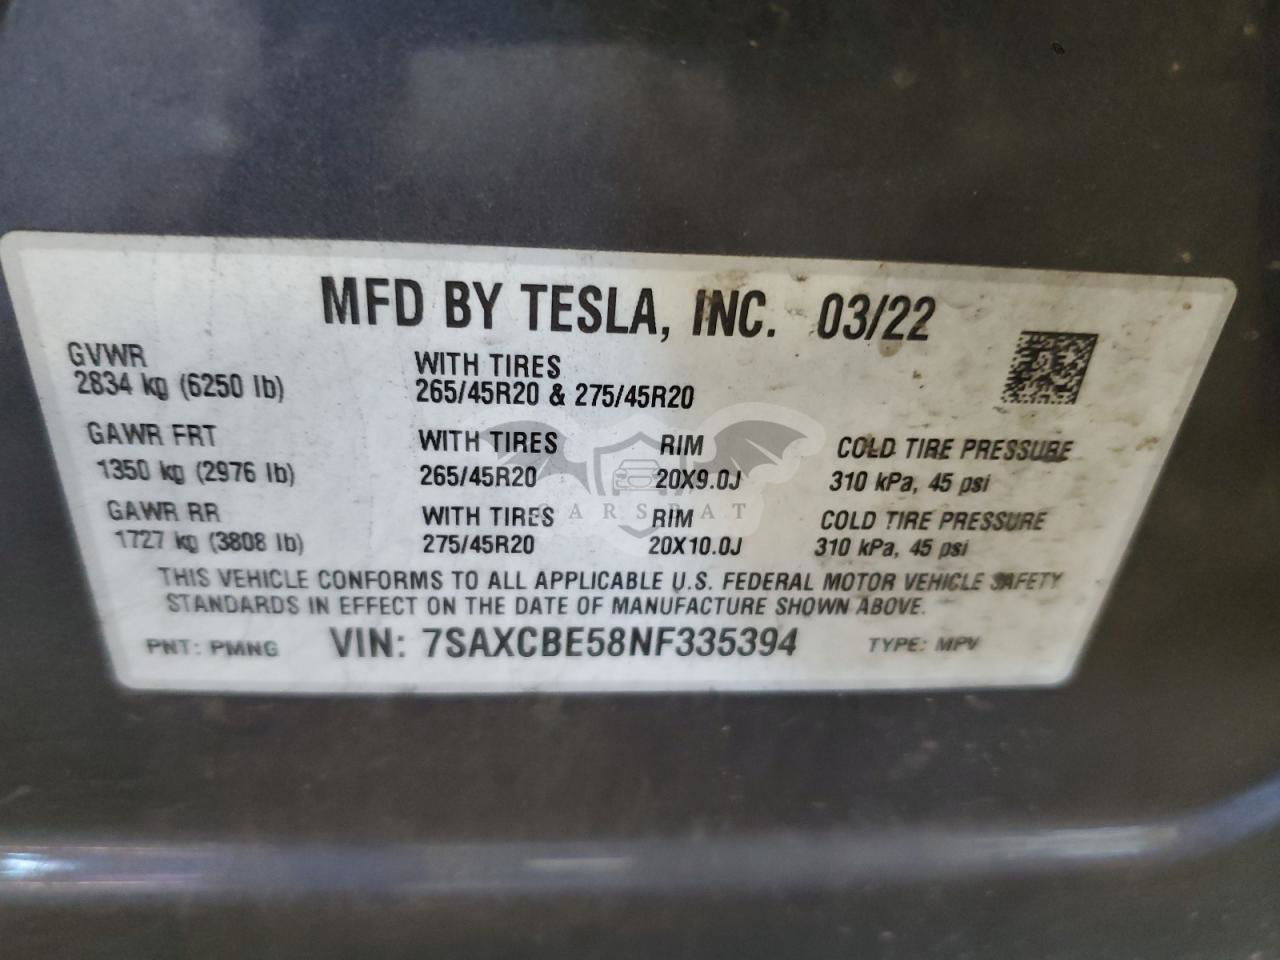 MFD BY TESLA, INC. 03/22
GVWR
2834 kg (6250 lb)
WITH TIRES
265/45R20 & 275/45R20
GAWR FRT
1350 kg (2976 lb)
WITH TIRES
265/45R20
RIM
20X9.0J
COLD TIRE PRESSURE
310 kPa, 45 psi
GAWR RR
1727 kg (3808 lb)
WITH TIRES
275/45R20
RIM
20X10.0J
COLD TIRE PRESSURE
310 kPa, 45 psi
CARSBAT
THIS VEHICLE CONFORMS TO ALL APPLICABLE U.S. FEDERAL MOTOR VEHICLE SAFETY
STANDARDS IN EFFECT ON THE DATE OF MANUFACTURE SHOWN ABOVE.
PNT: PMNG VIN: 7SAXCBE58NF335394 TYPE: MPV